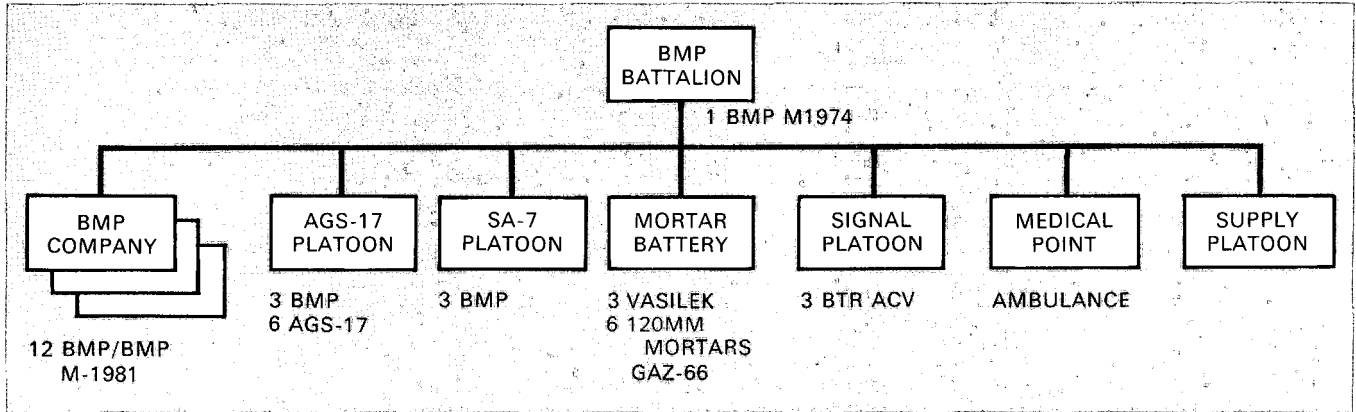 BMP
BATTALION
1 BMP M1974
BMP
COMPANY
12 BMP/BMP
M-1981
AGS-17
PLATOON
3 BMP
6 AGS-17
SA-7
PLATOON
3 BMP
MORTAR
BATTERY
3 VASILEK
6 120MM
MORTARS
GAZ-66
SIGNAL
PLATOON
3 BTR ACV
MEDICAL
POINT
AMBULANCE
SUPPLY
PLATOON